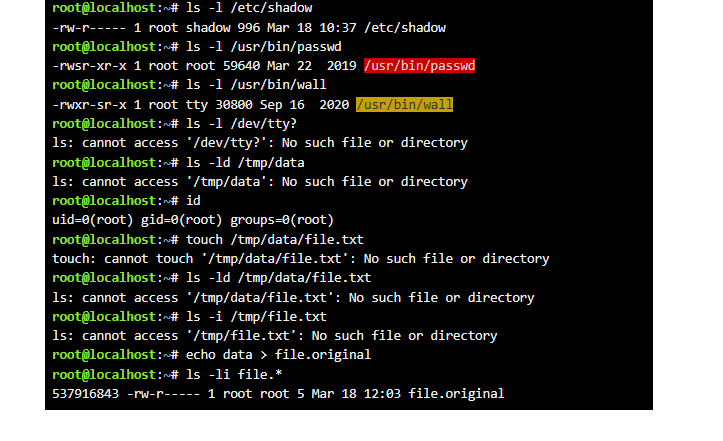 root@localhost:~# ls -l /etc/shadow
-rw-r----- 1 root shadow 996 Mar 18 10:37 /etc/shadow
root@localhost:~# ls -l /usr/bin/passwd
-rwsr-xr-x 1 root root 59640 Mar 22  2019 /usr/bin/passwd
root@localhost:~# ls -l /usr/bin/wall
-rwxr-sr-x 1 root tty 30800 Sep 16  2020 /usr/bin/wall
root@localhost:~# ls -l /dev/tty?
ls: cannot access '/dev/tty?': No such file or directory
root@localhost:~# ls -ld /tmp/data
ls: cannot access '/tmp/data': No such file or directory
root@localhost:~# id
uid=0(root) gid=0(root) groups=0(root)
root@localhost:~# touch /tmp/data/file.txt
touch: cannot touch '/tmp/data/file.txt': No such file or directory
root@localhost:~# ls -ld /tmp/data/file.txt
ls: cannot access '/tmp/data/file.txt': No such file or directory
root@localhost:~# ls -i /tmp/file.txt
ls: cannot access '/tmp/file.txt': No such file or directory
root@localhost:~# echo data > file.original
root@localhost:~# ls -li file.*
537916843 -rw-r----- 1 root root 5 Mar 18 12:03 file.original